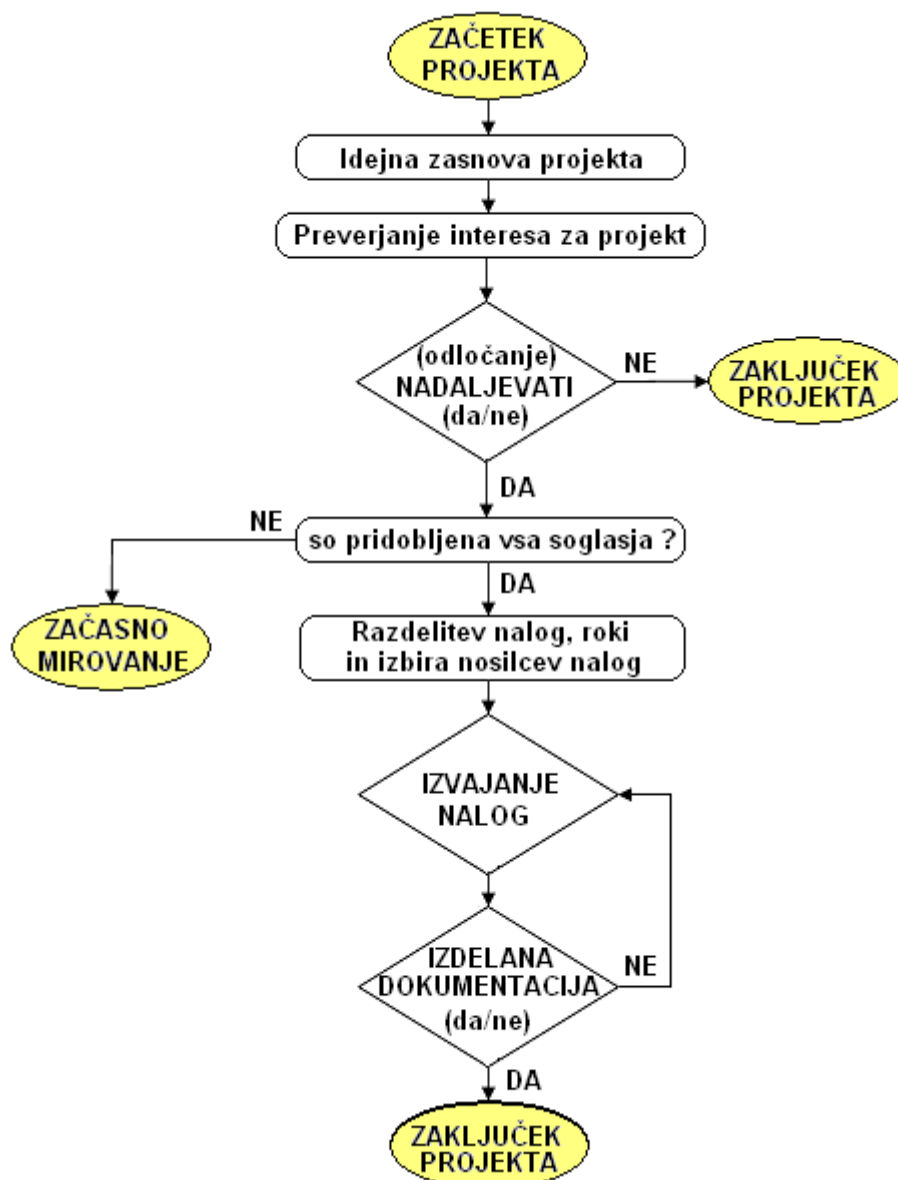 ZAČETEK
PROJEKTA
Idejna zasnova projekta
Preverjanje interesa za projekt
(odločanje)
NADALJEVATI
(da/ne)
NE
ZAKLJUČEK
PROJEKTA
DA
NE
so pridobljena vsa soglasja ?
DA
ZAČASNO
MIROVANJE
Razdelitev nalog, roki
in izbira nosilcev nalog
IZVAJANJE
NALOG
IZDELANA
DOKUMENTACIJA
(da/ne)
NE
DA
ZAKLJUČEK
PROJEKTA